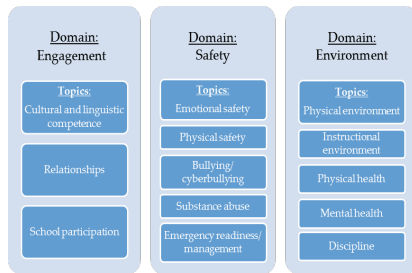 Domain:
Engagement
Topics:
Cultural and linguistic
competence
Relationships
School participation
Domain:
Safety
Topics:
Emotional safety
Physical safety
Bullying/
cyberbullying
Substance abuse
Emergency readiness/
management
Domain:
Environment
Topics:
Physical environment
Instructional
environment
Physical health
Mental health
Discipline